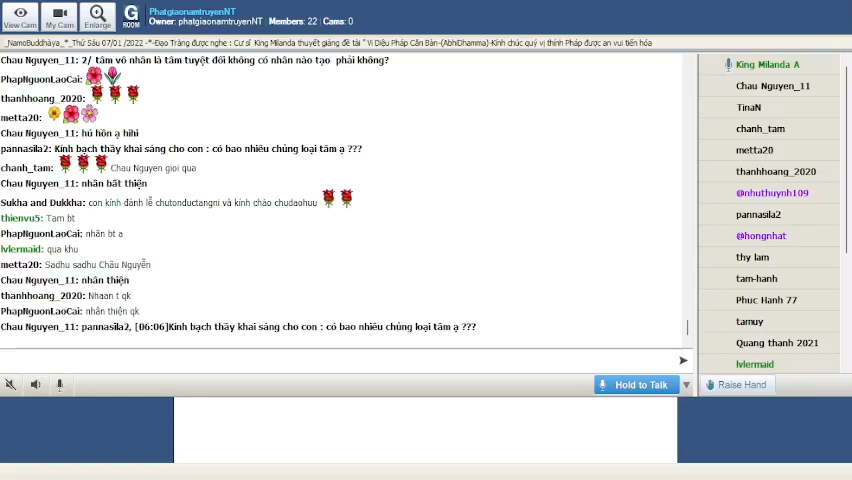 PhatgiaonamtruyenNT
Owner: phatgiaonamtruyenNT | Members: 22 | Cams: 0
View Cam
My Cam
Enlarge
G
ROOM
_NamoBuddhàya_*_Thứ Sáu 07/01 /2022 -*-Đạo Tràng được nghe : Cư sĩ King Milanda thuyết giảng đề tài " Vi Diệu Pháp Căn Bản-(AbhiDhamma)-Kính chúc quý vị thính Pháp được an vui tiến hóa
Chau Nguyen_11: 2/ tâm vô nhân là tâm tuyệt đối không có nhân nào tạo phải không?
PhapNguonLaoCai:
thanhhoang_2020:
metta20:
Chau Nguyen_11: hú hồn ạ hihi
pannasila2: Kính bạch thầy khai sáng cho con : có bao nhiêu chủng loại tâm ạ ???
chanh_tam: Chau Nguyen gioi qua
Chau Nguyen_11: nhân bất thiện
Sukha and Dukkha: con kính đảnh lễ chutonductangni và kính chào chudaohuu
thienvu5: Tam bt
PhapNguonLaoCai: nhân bt a
lvlermaid: qua khu
metta20: Sadhu sadhu Châu Nguyễn
Chau Nguyen_11: nhân thiện
thanhhoang_2020: Nhaan t qk
PhapNguonLaoCai: nhân thiện qk
Chau Nguyen_11: pannasila2, [06:06]Kính bạch thầy khai sáng cho con : có bao nhiêu chủng loại tâm ạ ???
Hold to Talk
King Milanda A
Chau Nguyen_11
TinaN
chanh_tam
metta20
thanhhoang_2020
@nhuthuynh109
pannasila2
@hongnhat
thy lam
tam-hanh
Phuc Hanh 77
tamuy
Quang thanh 2021
lvlermaid
Raise Hand